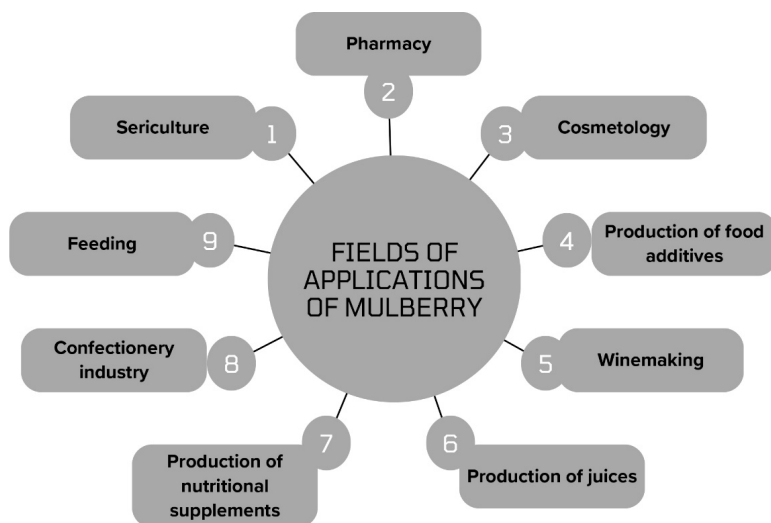 FIELDS OF
APPLICATIONS
OF MULBERRY
1
Sericulture
2
Pharmacy
3
Cosmetology
4
Production of food
additives
5
Winemaking
6
Production of juices
7
Production of
nutritional
supplements
8
Confectionery
industry
9
Feeding